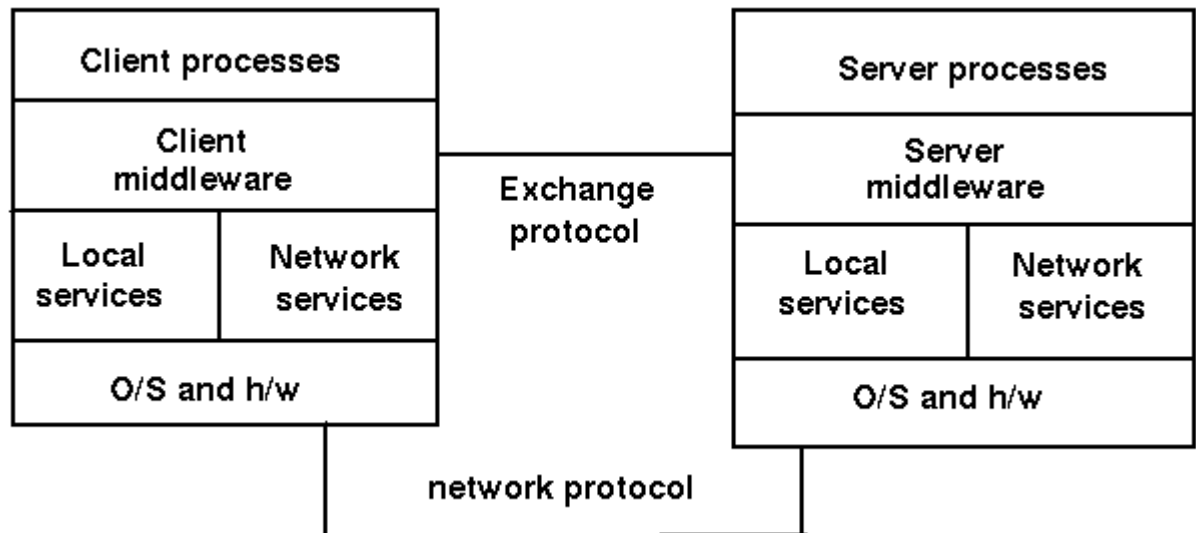 Client processes
Client
middleware
Local
services
Network
services
O/S and h/w
Exchange
protocol
Server processes
Server
middleware
Local
services
Network
services
O/S and h/w
network protocol